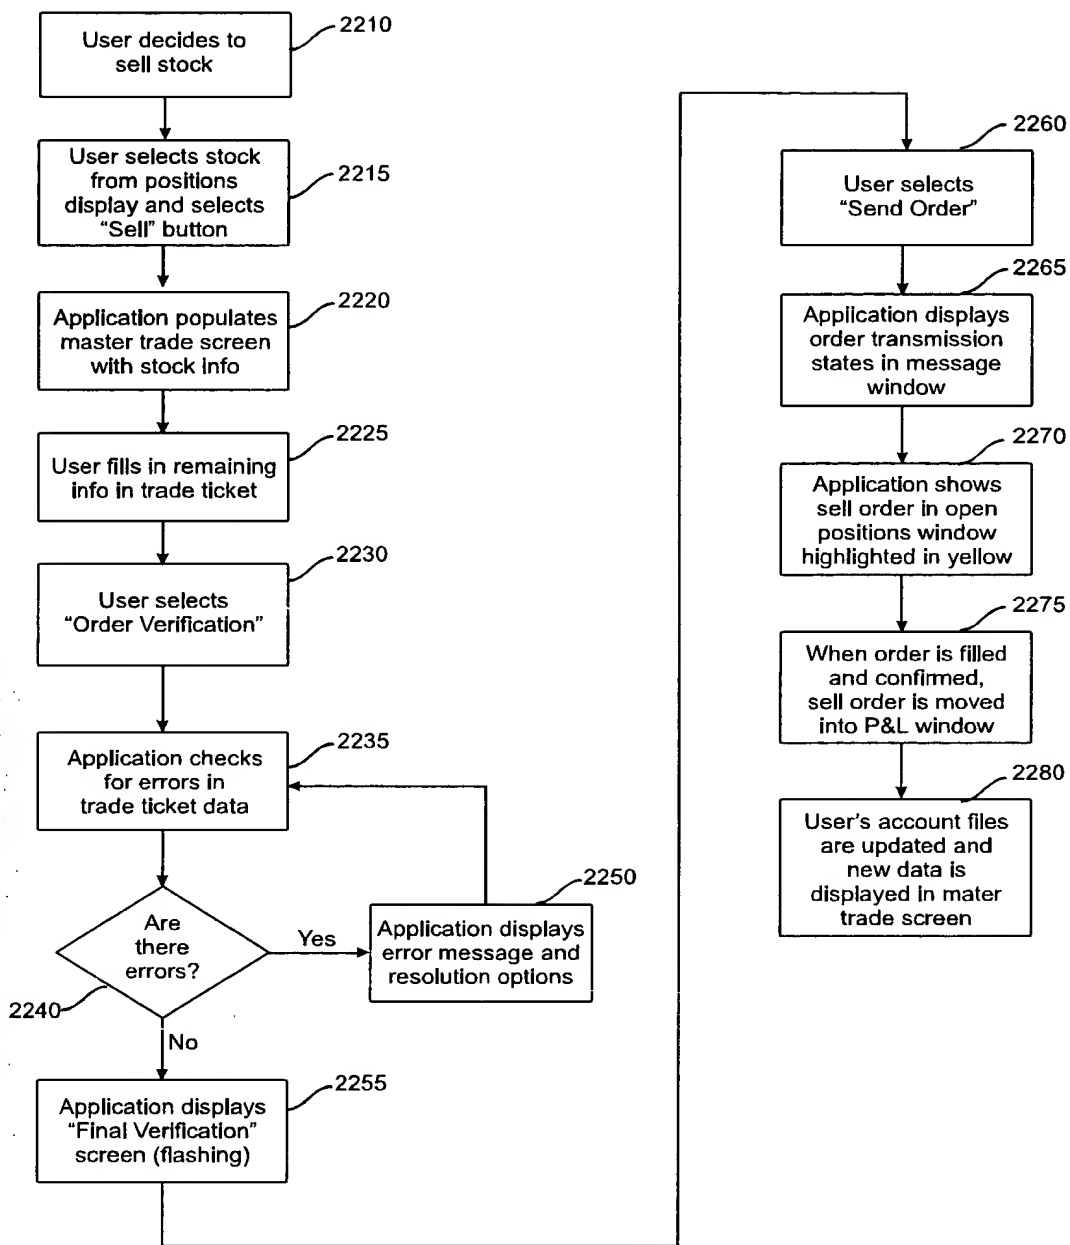 User decides to
sell stock
2210
User selects stock
from positions
display and selects
“Sell” button
2215
Application populates
master trade screen
with stock info
2220
User fills in remaining
info in trade ticket
2225
User selects
“Order Verification”
2230
Application checks
for errors in
trade ticket data
2235
Are
there
errors?
2240
Yes
Application displays
error message and
resolution options
2250
No
Application displays
“Final Verification”
screen (flashing)
2255
User selects
“Send Order”
2260
Application displays
order transmission
states in message
window
2265
Application shows
sell order in open
positions window
highlighted in yellow
2270
When order is filled
and confirmed,
sell order is moved
into P&L window
2275
User’s account files
are updated and
new data is
displayed in mater
trade screen
2280